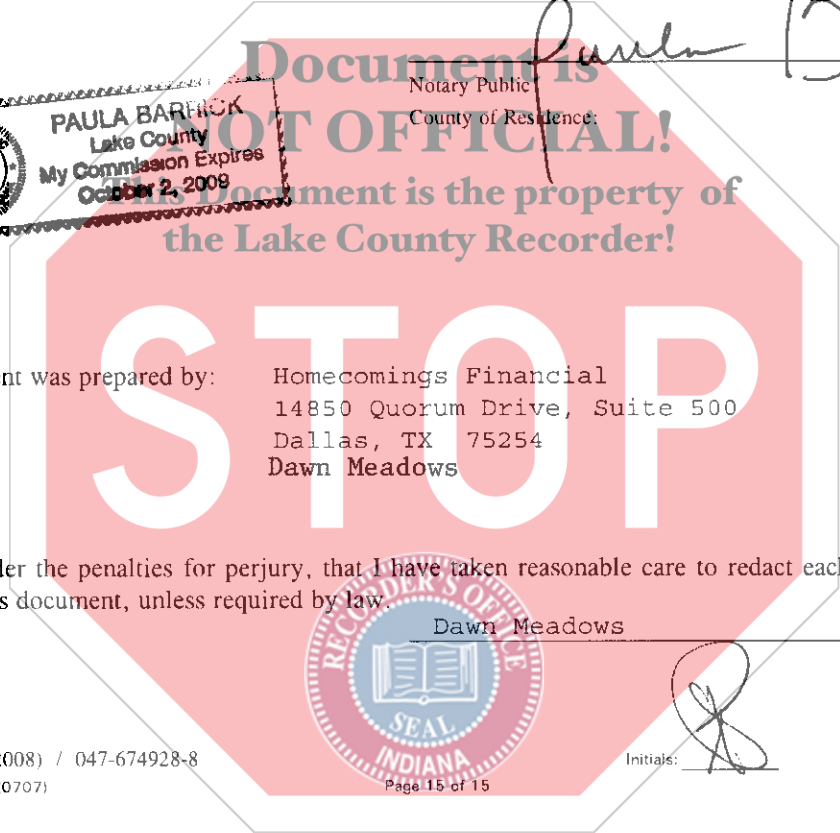 Document is
Notary Public
County of Residence:
PAULA BARRICK
Lake County
My Commission Expires
October 2, 2009
NOT OFFICIAL!
This Document is the property of
the Lake County Recorder!
STOP
ent was prepared by: Homecomings Financial
14850 Quorum Drive, Suite 500
Dallas, TX 75254
Dawn Meadows
der the penalties for perjury, that I have taken reasonable care to redact each
s document, unless required by law.
Dawn Meadows
RECORDER'S OFFICE
SEAL
INDIANA
008) / 047-674928-8
0707)
Page 15 of 15
Initials: